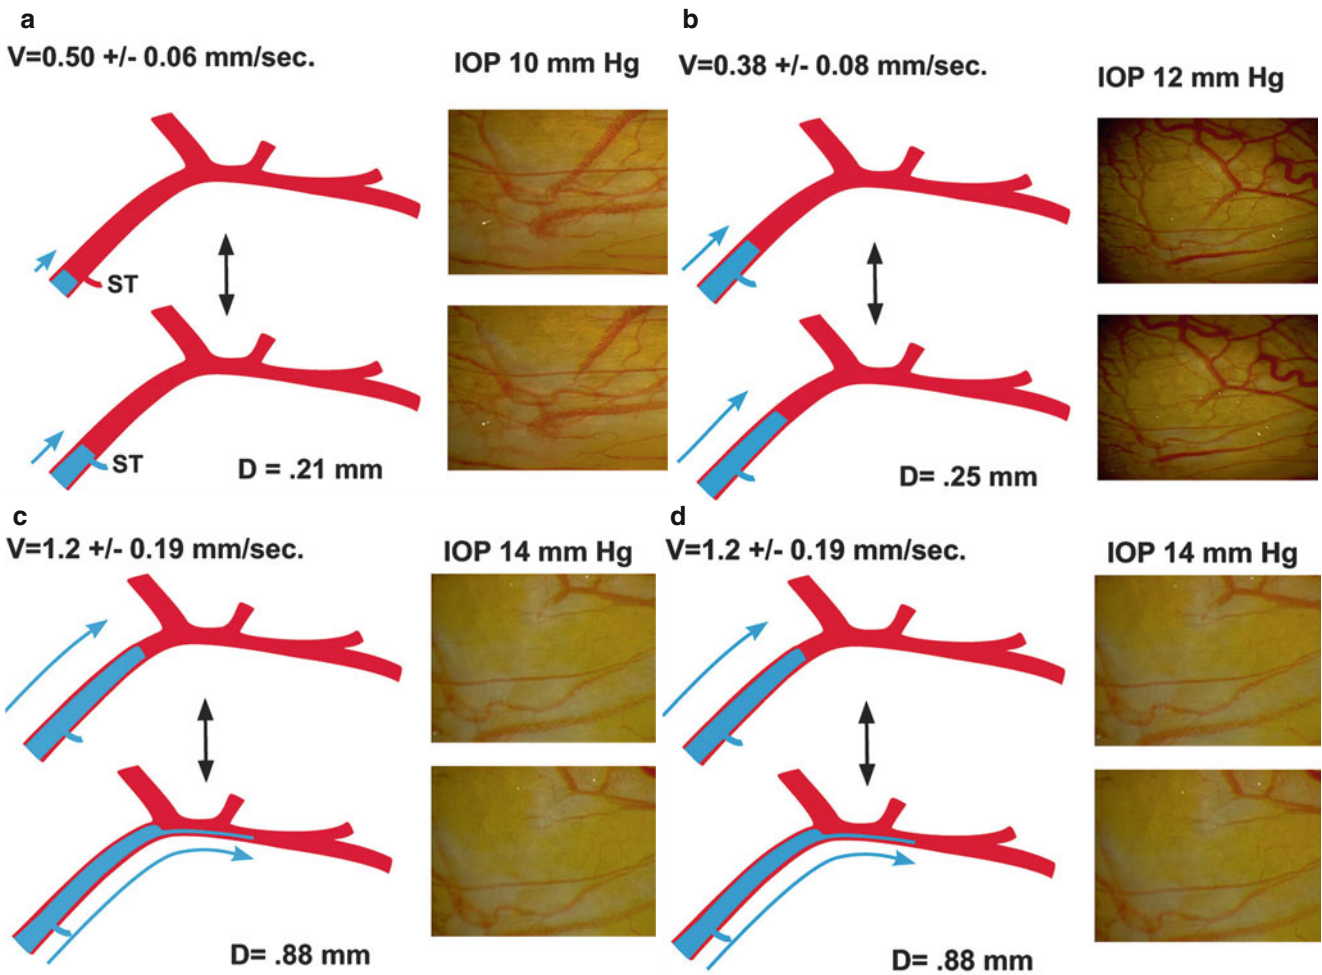 a
V=0.50 +/- 0.06 mm/sec.
IOP 10 mm Hg
ST
ST
D = .21 mm
b
V=0.38 +/- 0.08 mm/sec.
IOP 12 mm Hg
D= .25 mm
c
V=1.2 +/- 0.19 mm/sec.
IOP 14 mm Hg
D= .88 mm
d
V=1.2 +/- 0.19 mm/sec.
IOP 14 mm Hg
D= .88 mm